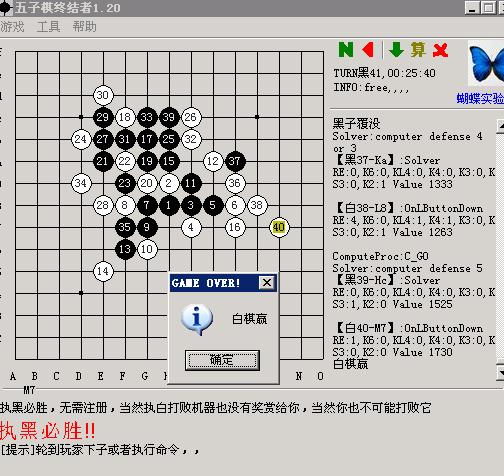 五子棋终结者1.20
游戏 工具 帮助
N 算
TURN黑41,00:25:40
INFO:free,,,,
蝴蝶实验
黑子覆没
Solver:computer defense 4
or 3
【黑37-Ka】:Solver
RE:0,K6:0,KL4:0,K4:0,K3:0,K
S3:0,K2:1 Value 1333
【白38-L8】:OnLButtonDown
RE:4,K6:0,KL4:1,K4:1,K3:0,K
S3:0,K2:1 Value 1263
ComputeProc:C_GO
Solver:computer defense 5
【黑39-Hc】:Solver
RE:0,K6:0,KL4:0,K4:0,K3:0,K
S3:1,K2:0 Value 1525
【白40-M7】:OnLButtonDown
RE:1,K6:0,KL4:0,K4:0,K3:0,K
S3:0,K2:0 Value 1730
白棋赢
30
29 18 33 39 26
24 27 31 17 25 32
21 22 19 15 12 37
34 23 20 2 11 36
28 8 7 1 3 5 6 38
35 9 4 16 40
13 10
14
GAME OVER!
白棋赢
确定
A B C D E F G H N O
M7
执黑必胜，无需注册，当然执白打败机器也没有奖赏给你，当然你也不可能打败它
执黑必胜!!
[提示]轮到玩家下子或者执行命令，，